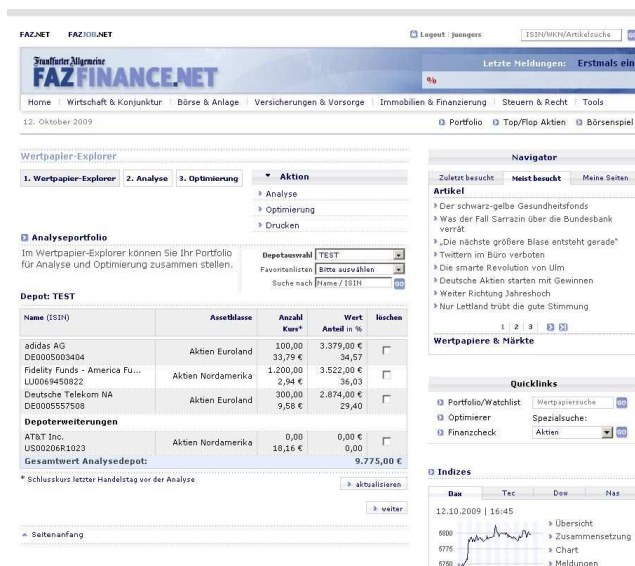 FAZ.NET FAZJOB.NET
Logout : juengers
ISIN/WKN/Artikelsuche GO
Frankfurter Allgemeine
FAZFINANCE.NET
Letzte Meldungen: Erstmals ein
%
Home Wirtschaft & Konjunktur Börse & Anlage Versicherungen & Vorsorge Immobilien & Finanzierung Steuern & Recht Tools
12. Oktober 2009
Portfolio Top/Flop Aktien Börsenspiel
Wertpapier-Explorer
1. Wertpapier-Explorer 2. Analyse 3. Optimierung
Aktion
Analyse
Optimierung
Drucken
Analyseportfolio
Im Wertpapier-Explorer können Sie Ihr Portfolio
für Analyse und Optimierung zusammen stellen.
Depotauswahl TEST
Favoritenlisten Bitte auswählen
Suche nach Name / ISIN GO
Depot: TEST
Name (ISIN) Assetklasse Anzahl Wert löschen
Kurs* Anteil in %
adidas AG Aktien Euroland 100,00 3.379,00 €
DE0005003404 33,79 € 34,57
Fidelity Funds - America Fu... Aktien Nordamerika 1.200,00 3.522,00 €
LU0069450822 2,94 € 36,03
Deutsche Telekom NA Aktien Euroland 300,00 2.874,00 €
DE0005557508 9,58 € 29,40
Depoterweiterungen
AT&T Inc. Aktien Nordamerika 0,00 0,00 €
US00206R1023 18,16 € 0,00
Gesamtwert Analysedepot: 9.775,00 €
* Schlusskurs letzter Handelstag vor der Analyse
aktualisieren
weiter
Seitenanfang
Navigator
Zuletzt besucht Meist besucht Meine Seiten
Artikel
Der schwarz-gelbe Gesundheitsfonds
Was der Fall Sarrazin über die Bundesbank
verrät
„Die nächste größere Blase entsteht gerade"
Twittern im Büro verboten
Die smarte Revolution von Ulm
Deutsche Aktien starten mit Gewinnen
Weiter Richtung Jahreshoch
Nur Lettland trübt die gute Stimmung
1 2 3
Wertpapiere & Märkte
Quicklinks
Portfolio/Watchlist Wertpapiersuche GO
Optimierer Spezialsuche:
Finanzcheck Aktien GO
Indizes
Dax Tec Dow Nas
12.10.2009 | 16:45
Übersicht
5800 Zusammensetzung
5775 Chart
5750 Meldungen